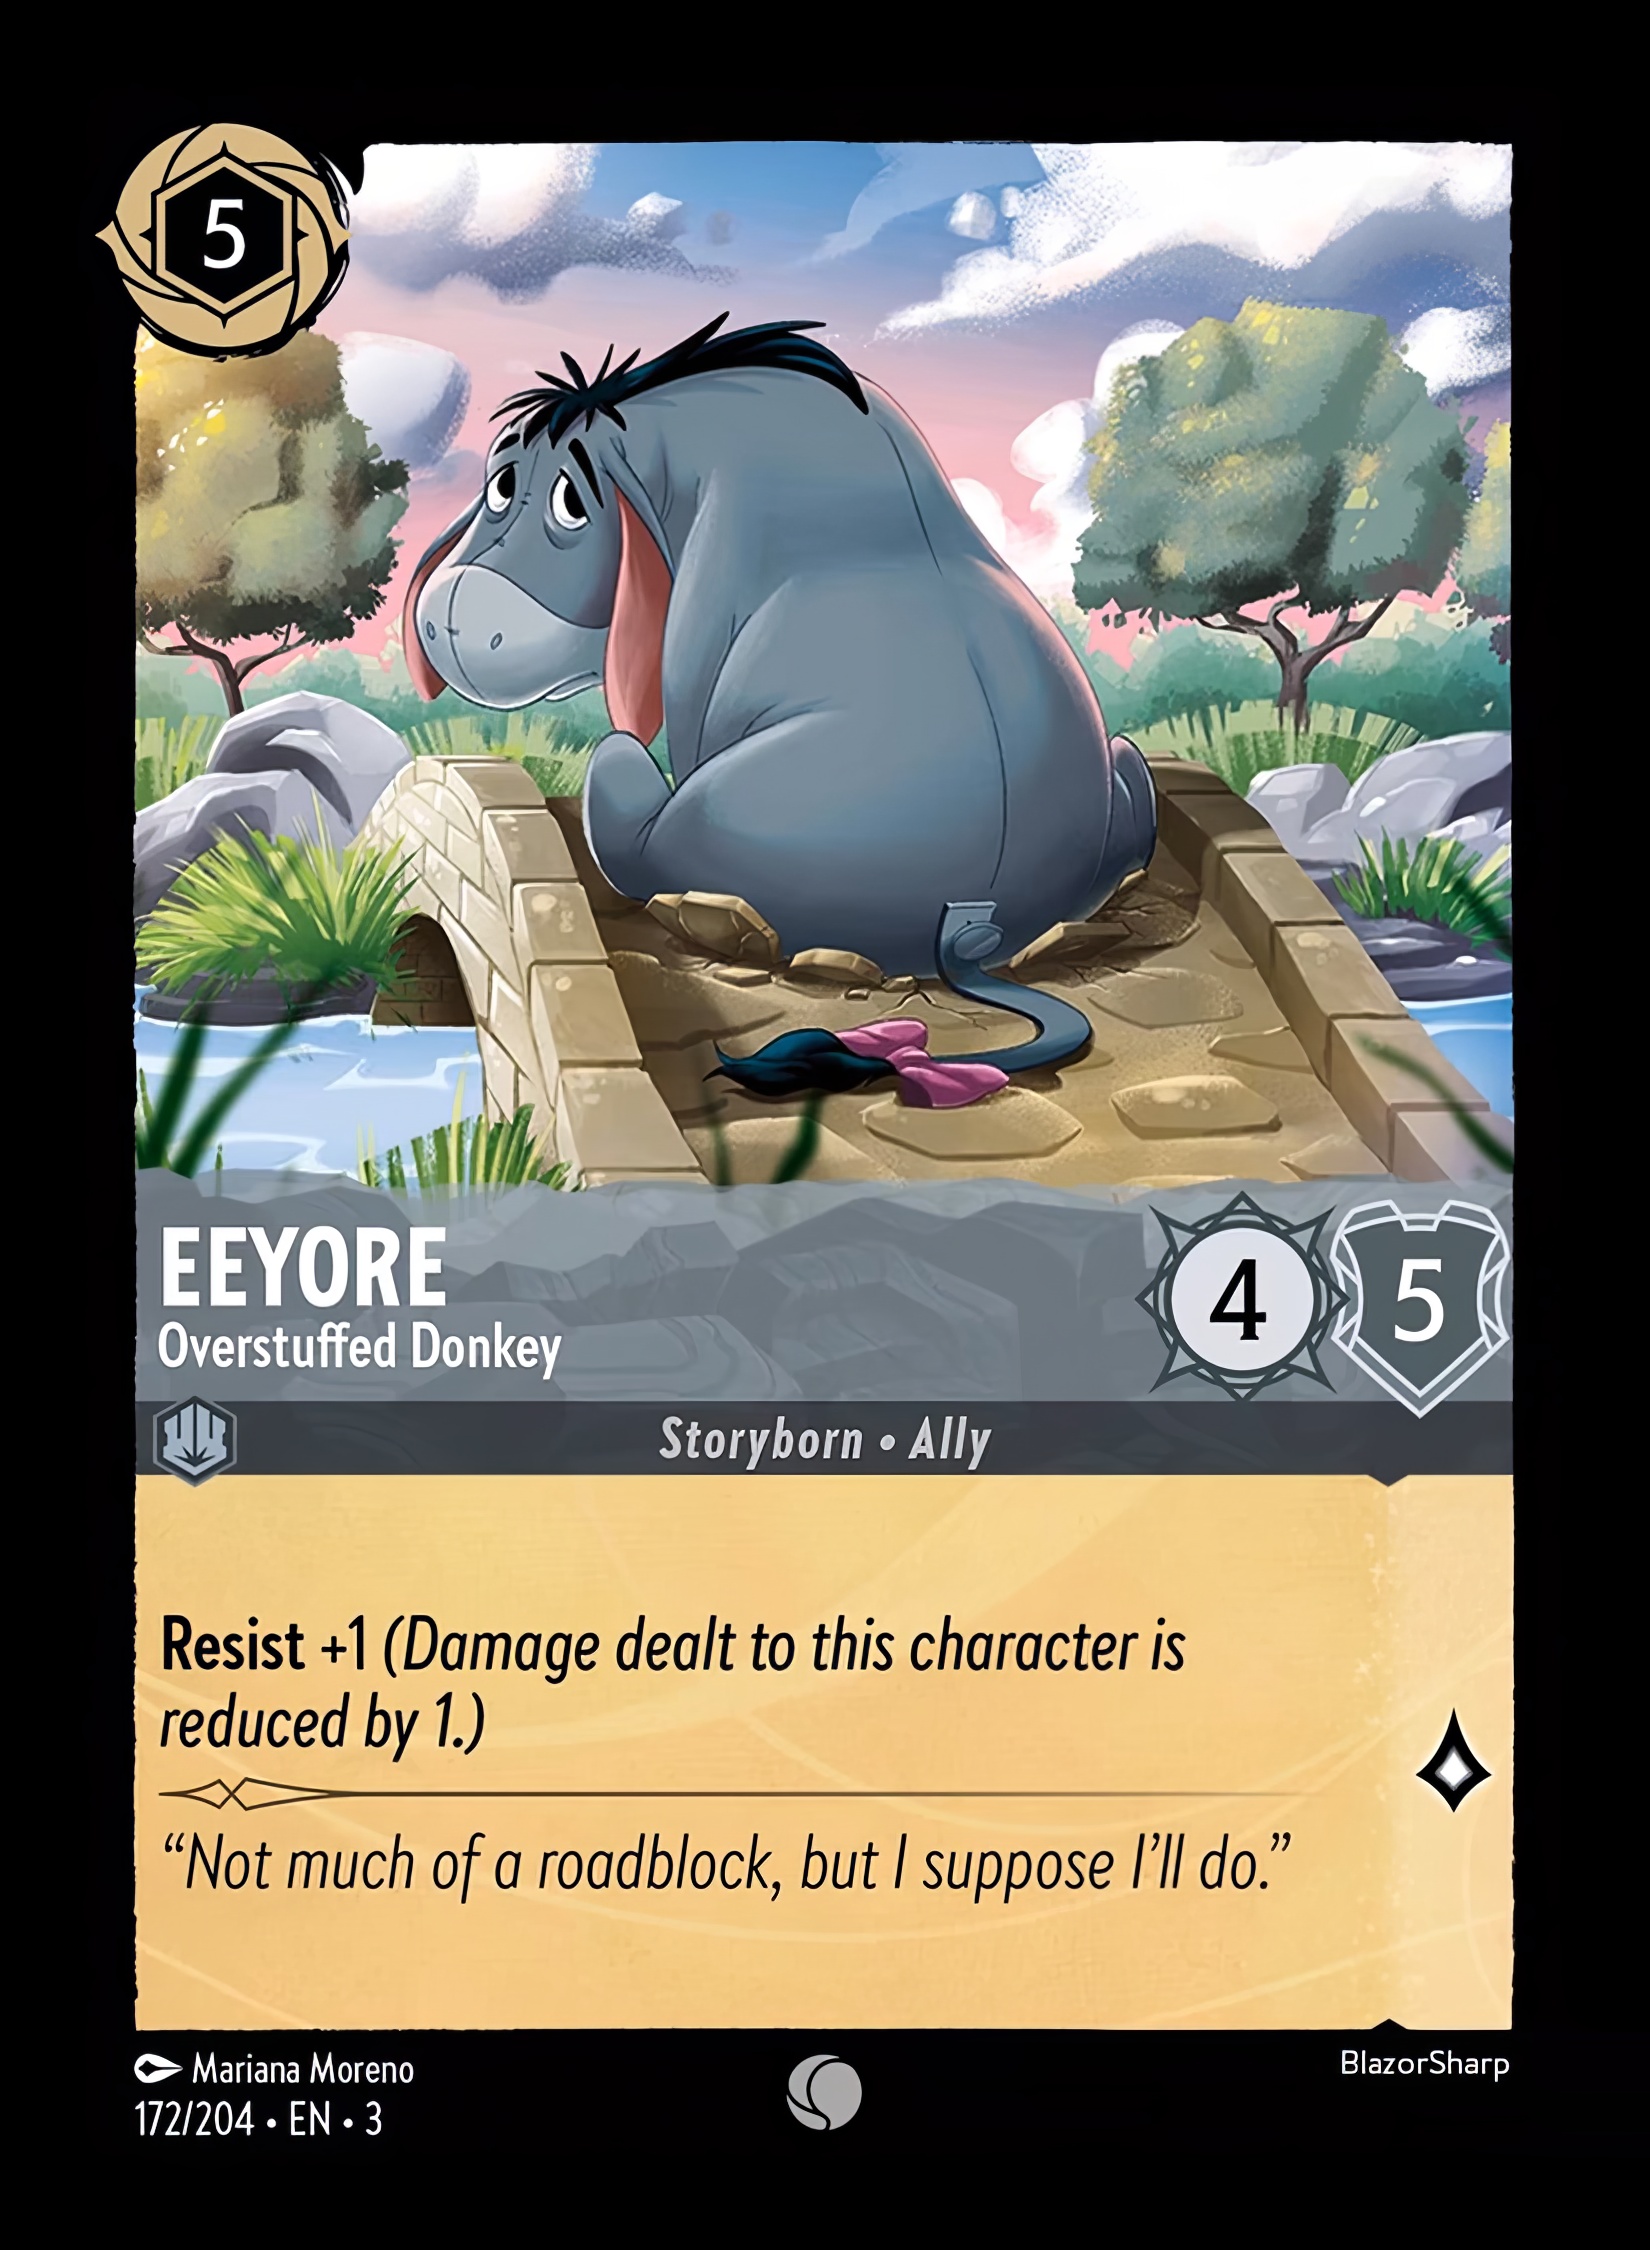 5
EEYORE
Overstuffed Donkey
4
5
Storyborn • Ally
Resist +1 (Damage dealt to this character is
reduced by 1.)
“Not much of a roadblock, but I suppose I’ll do.”
Mariana Moreno
BlazorSharp
172/204 • EN • 3